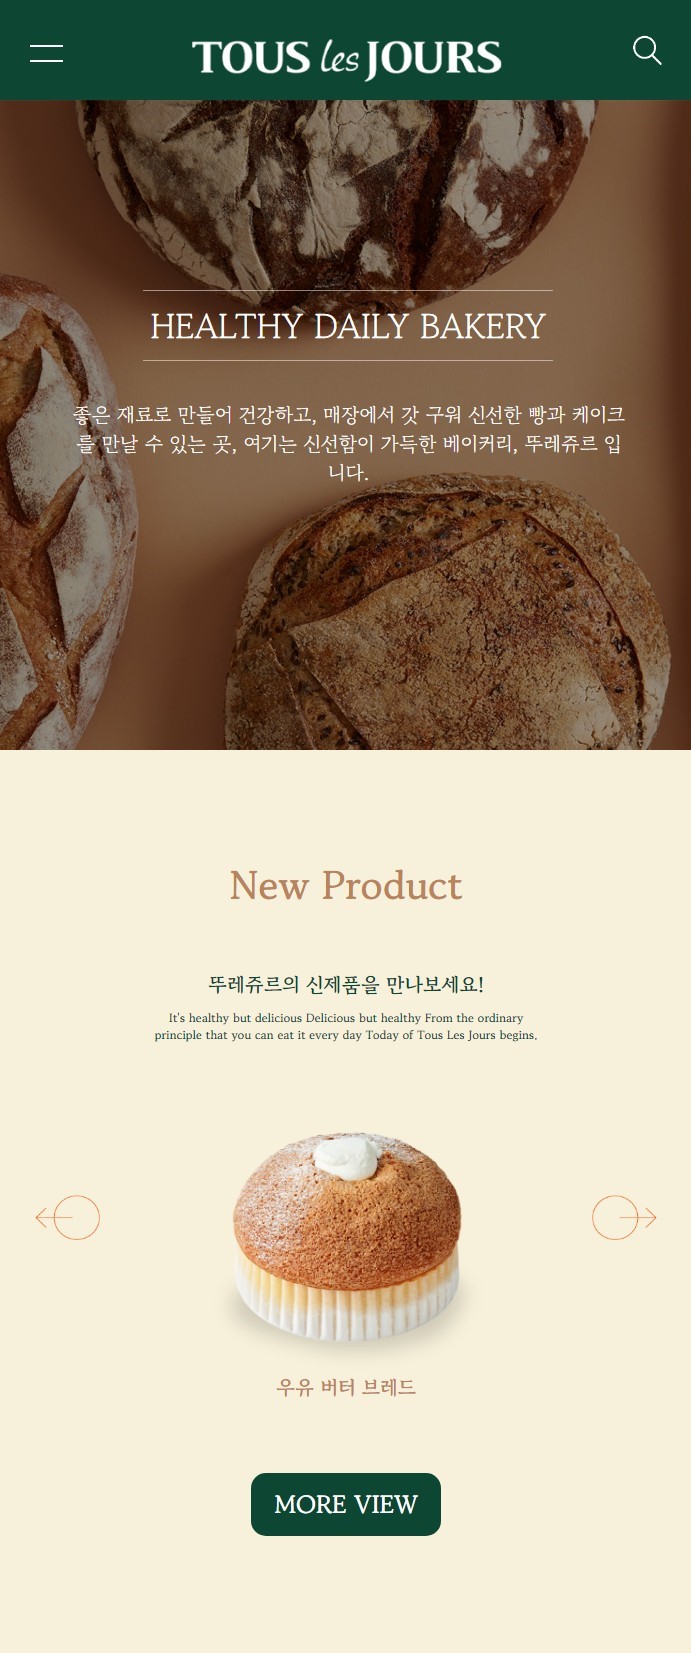 TOUS les JOURS
HEALTHY DAILY BAKERY
좋은 재료로 만들어 건강하고, 매장에서 갓 구워 신선한 빵과 케이크
를 만날 수 있는 곳, 여기는 신선함이 가득한 베이커리, 뚜레쥬르 입
니다.
New Product
뚜레쥬르의 신제품을 만나보세요!
It's healthy but delicious Delicious but healthy From the ordinary
principle that you can eat it every day Today of Tous Les Jours begins.
우유 버터 브레드
MORE VIEW